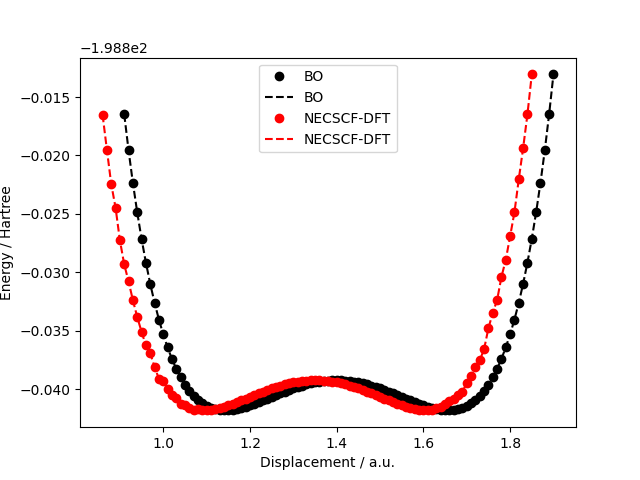 −1.988e2
BO
BO
NECSCF-DFT
NECSCF-DFT
−0.015
−0.020
−0.025
−0.030
−0.035
−0.040
Energy / Hartree
1.0 1.2 1.4 1.6 1.8
Displacement / a.u.